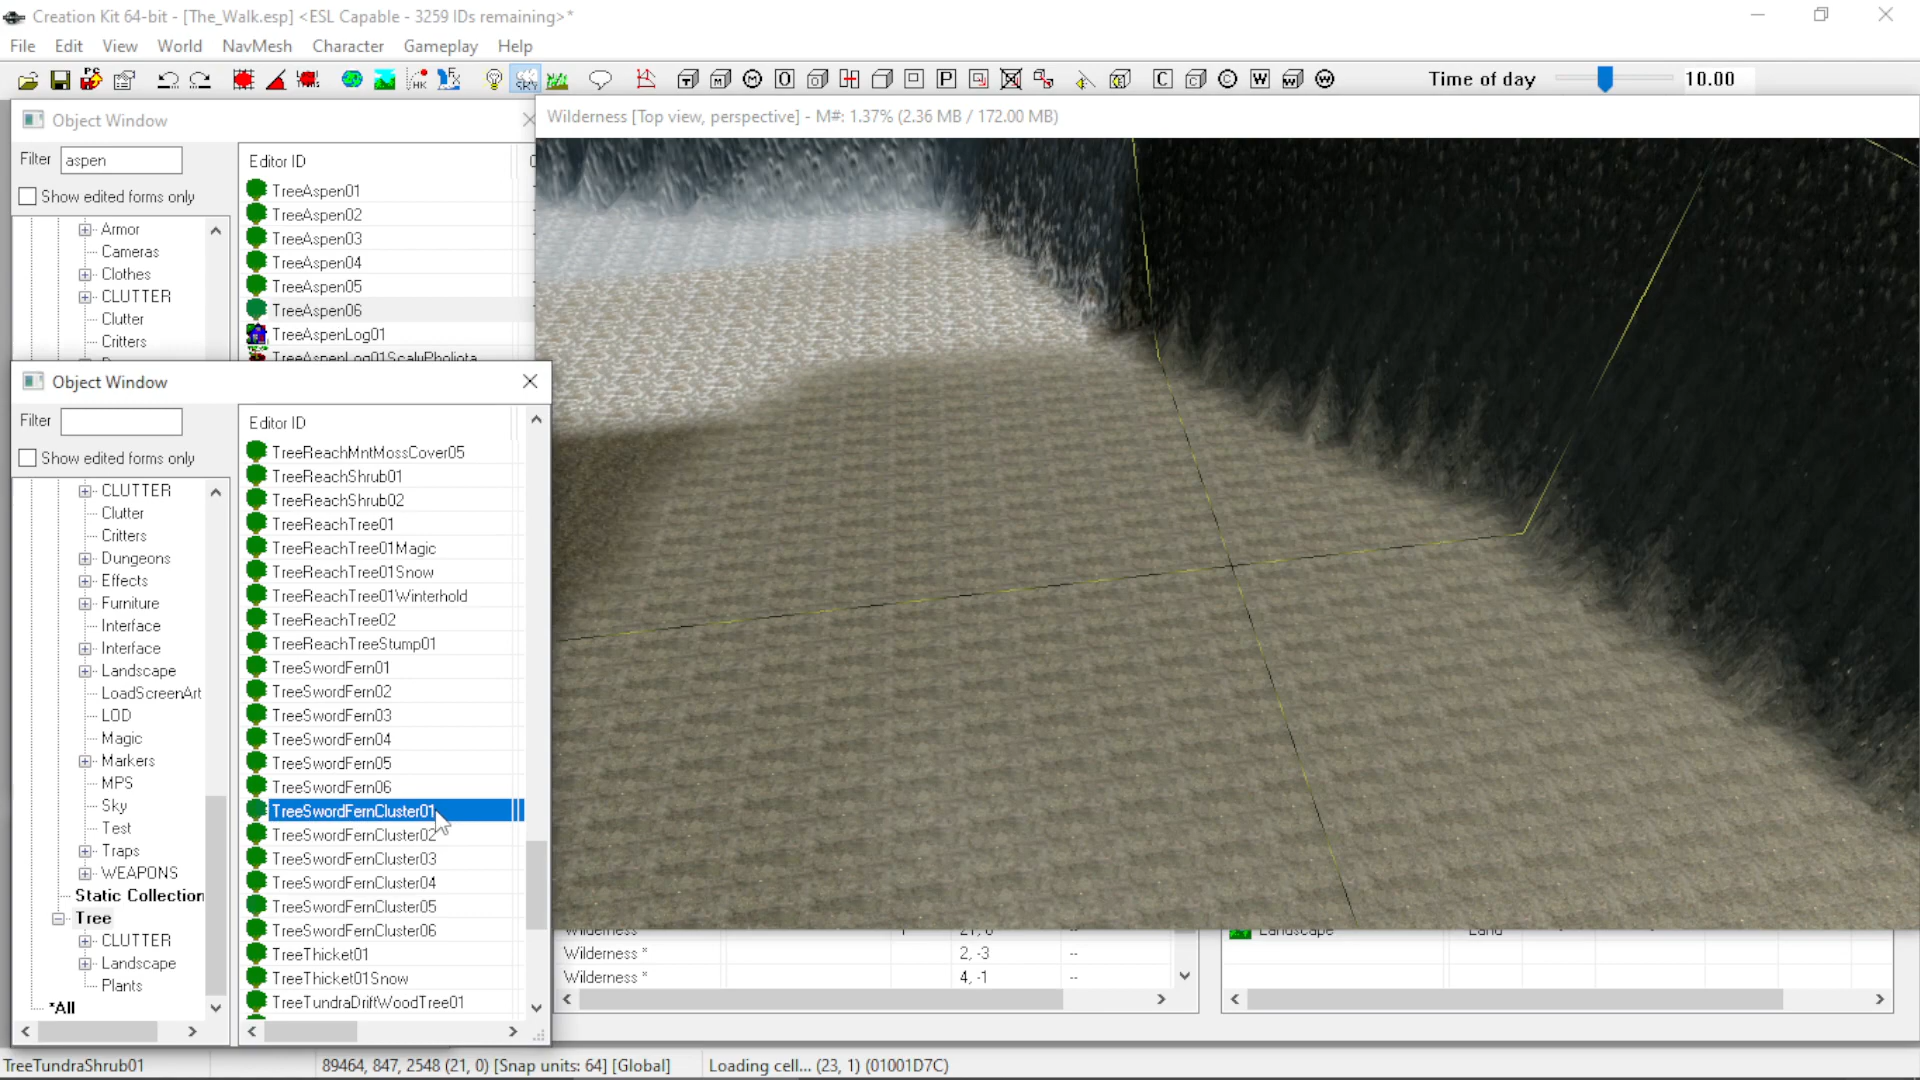 Creation Kit 64-bit - [The_Walk.esp] <ESL Capable - 3259 IDs remaining>*
File Edit View World NavMesh Character Gameplay Help
Time of day 10.00
Object Window
Wilderness [Top view, perspective] - M#: 1.37% (2.36 MB / 172.00 MB)
Filter aspen
Show edited forms only
Armor
Cameras
Clothes
CLUTTER
Clutter
Critters
Editor ID
TreeAspen01
TreeAspen02
TreeAspen03
TreeAspen04
TreeAspen05
TreeAspen06
TreeAspenLog01
TreeAspenLog01ScalyPholiota
Object Window
Filter
Show edited forms only
CLUTTER
Clutter
Critters
Dungeons
Effects
Furniture
Interface
Interface
Landscape
LoadScreenArt
LOD
Magic
Markers
MPS
Sky
Test
Traps
WEAPONS
Static Collection
Tree
CLUTTER
Landscape
Plants
*All
Editor ID
TreeReachMntMossCover05
TreeReachShrub01
TreeReachShrub02
TreeReachTree01
TreeReachTree01Magic
TreeReachTree01Snow
TreeReachTree01Winterhold
TreeReachTree02
TreeReachTreeStump01
TreeSwordFern01
TreeSwordFern02
TreeSwordFern03
TreeSwordFern04
TreeSwordFern05
TreeSwordFern06
TreeSwordFernCluster01
TreeSwordFernCluster02
TreeSwordFernCluster03
TreeSwordFernCluster04
TreeSwordFernCluster05
TreeSwordFernCluster06
TreeThicket01
TreeThicket01Snow
TreeTundraDriftWoodTree01
Wilderness
Wilderness * 2, -3 --
Wilderness * 4, -1 --
Landscape Land
TreeTundraShrub01
89464, 847, 2548 (21, 0) [Snap units: 64] [Global]
Loading cell... (23, 1) (01001D7C)